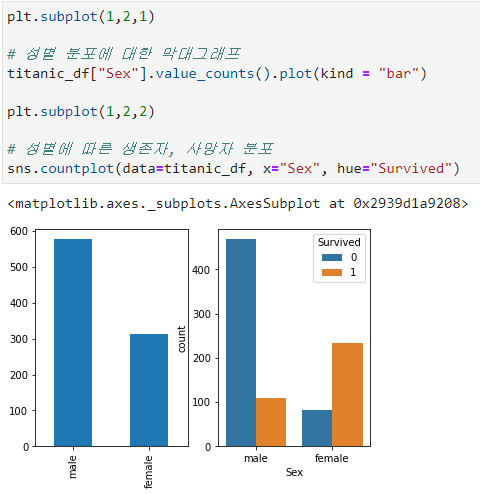 plt.subplot(1,2,1)
# 성별 분포에 대한 막대그래프
titanic_df["Sex"].value_counts().plot(kind = "bar")
plt.subplot(1,2,2)
# 성별에 따른 생존자, 사망자 분포
sns.countplot(data=titanic_df, x="Sex", hue="Survived")
<matplotlib.axes._subplots.AxesSubplot at 0x2939d1a9208>
600
500
400
300
200
100
0
male
female
count
400
300
200
100
0
Survived
0
1
male female
Sex